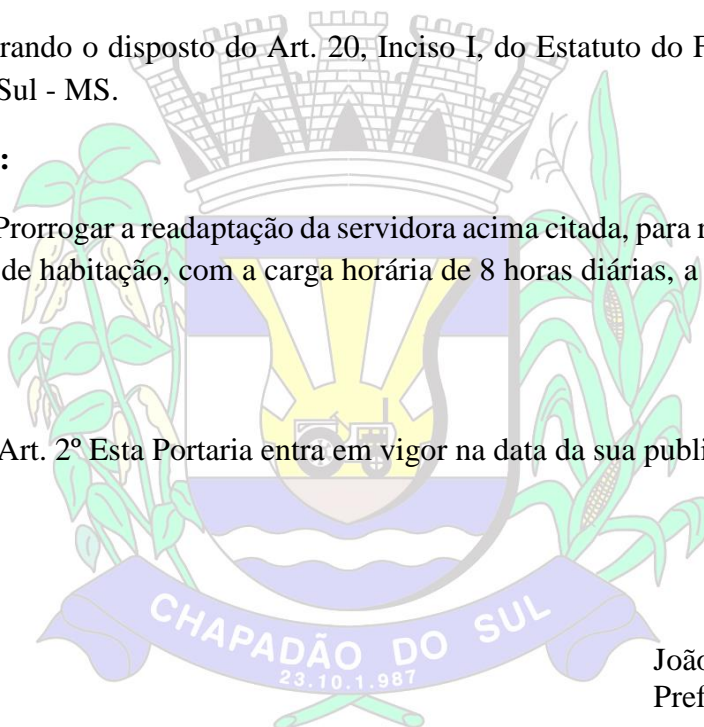 rando o disposto do Art. 20, Inciso I, do Estatuto do F
Sul - MS.
:
Prorrogar a readaptação da servidora acima citada, para
de habitação, com a carga horária de 8 horas diárias, a
Art. 2º Esta Portaria entra em vigor na data da sua publi
CHAPADÃO DO SUL
23.10.1.987
João
Pref